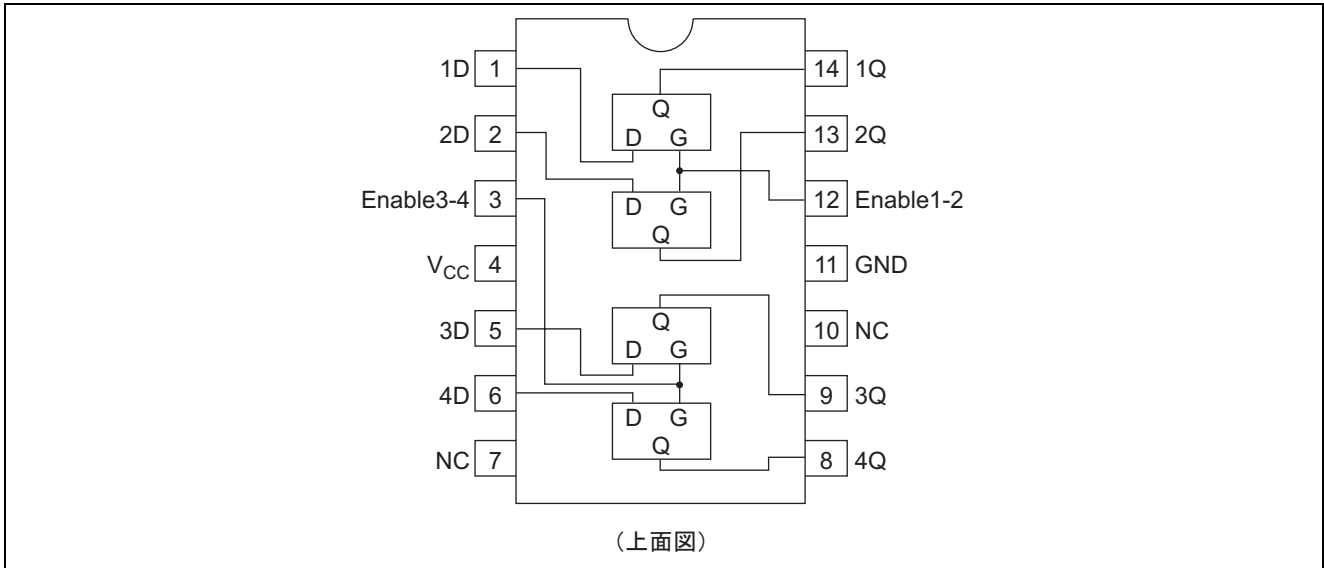 1D 1 14 1Q
Q
D G
2D 2 13 2Q
Enable3-4 3 12 Enable1-2
D G
Q
VCC 4 11 GND
3D 5 10 NC
Q
D G
4D 6 9 3Q
D G
Q
NC 7 8 4Q
(上面図)